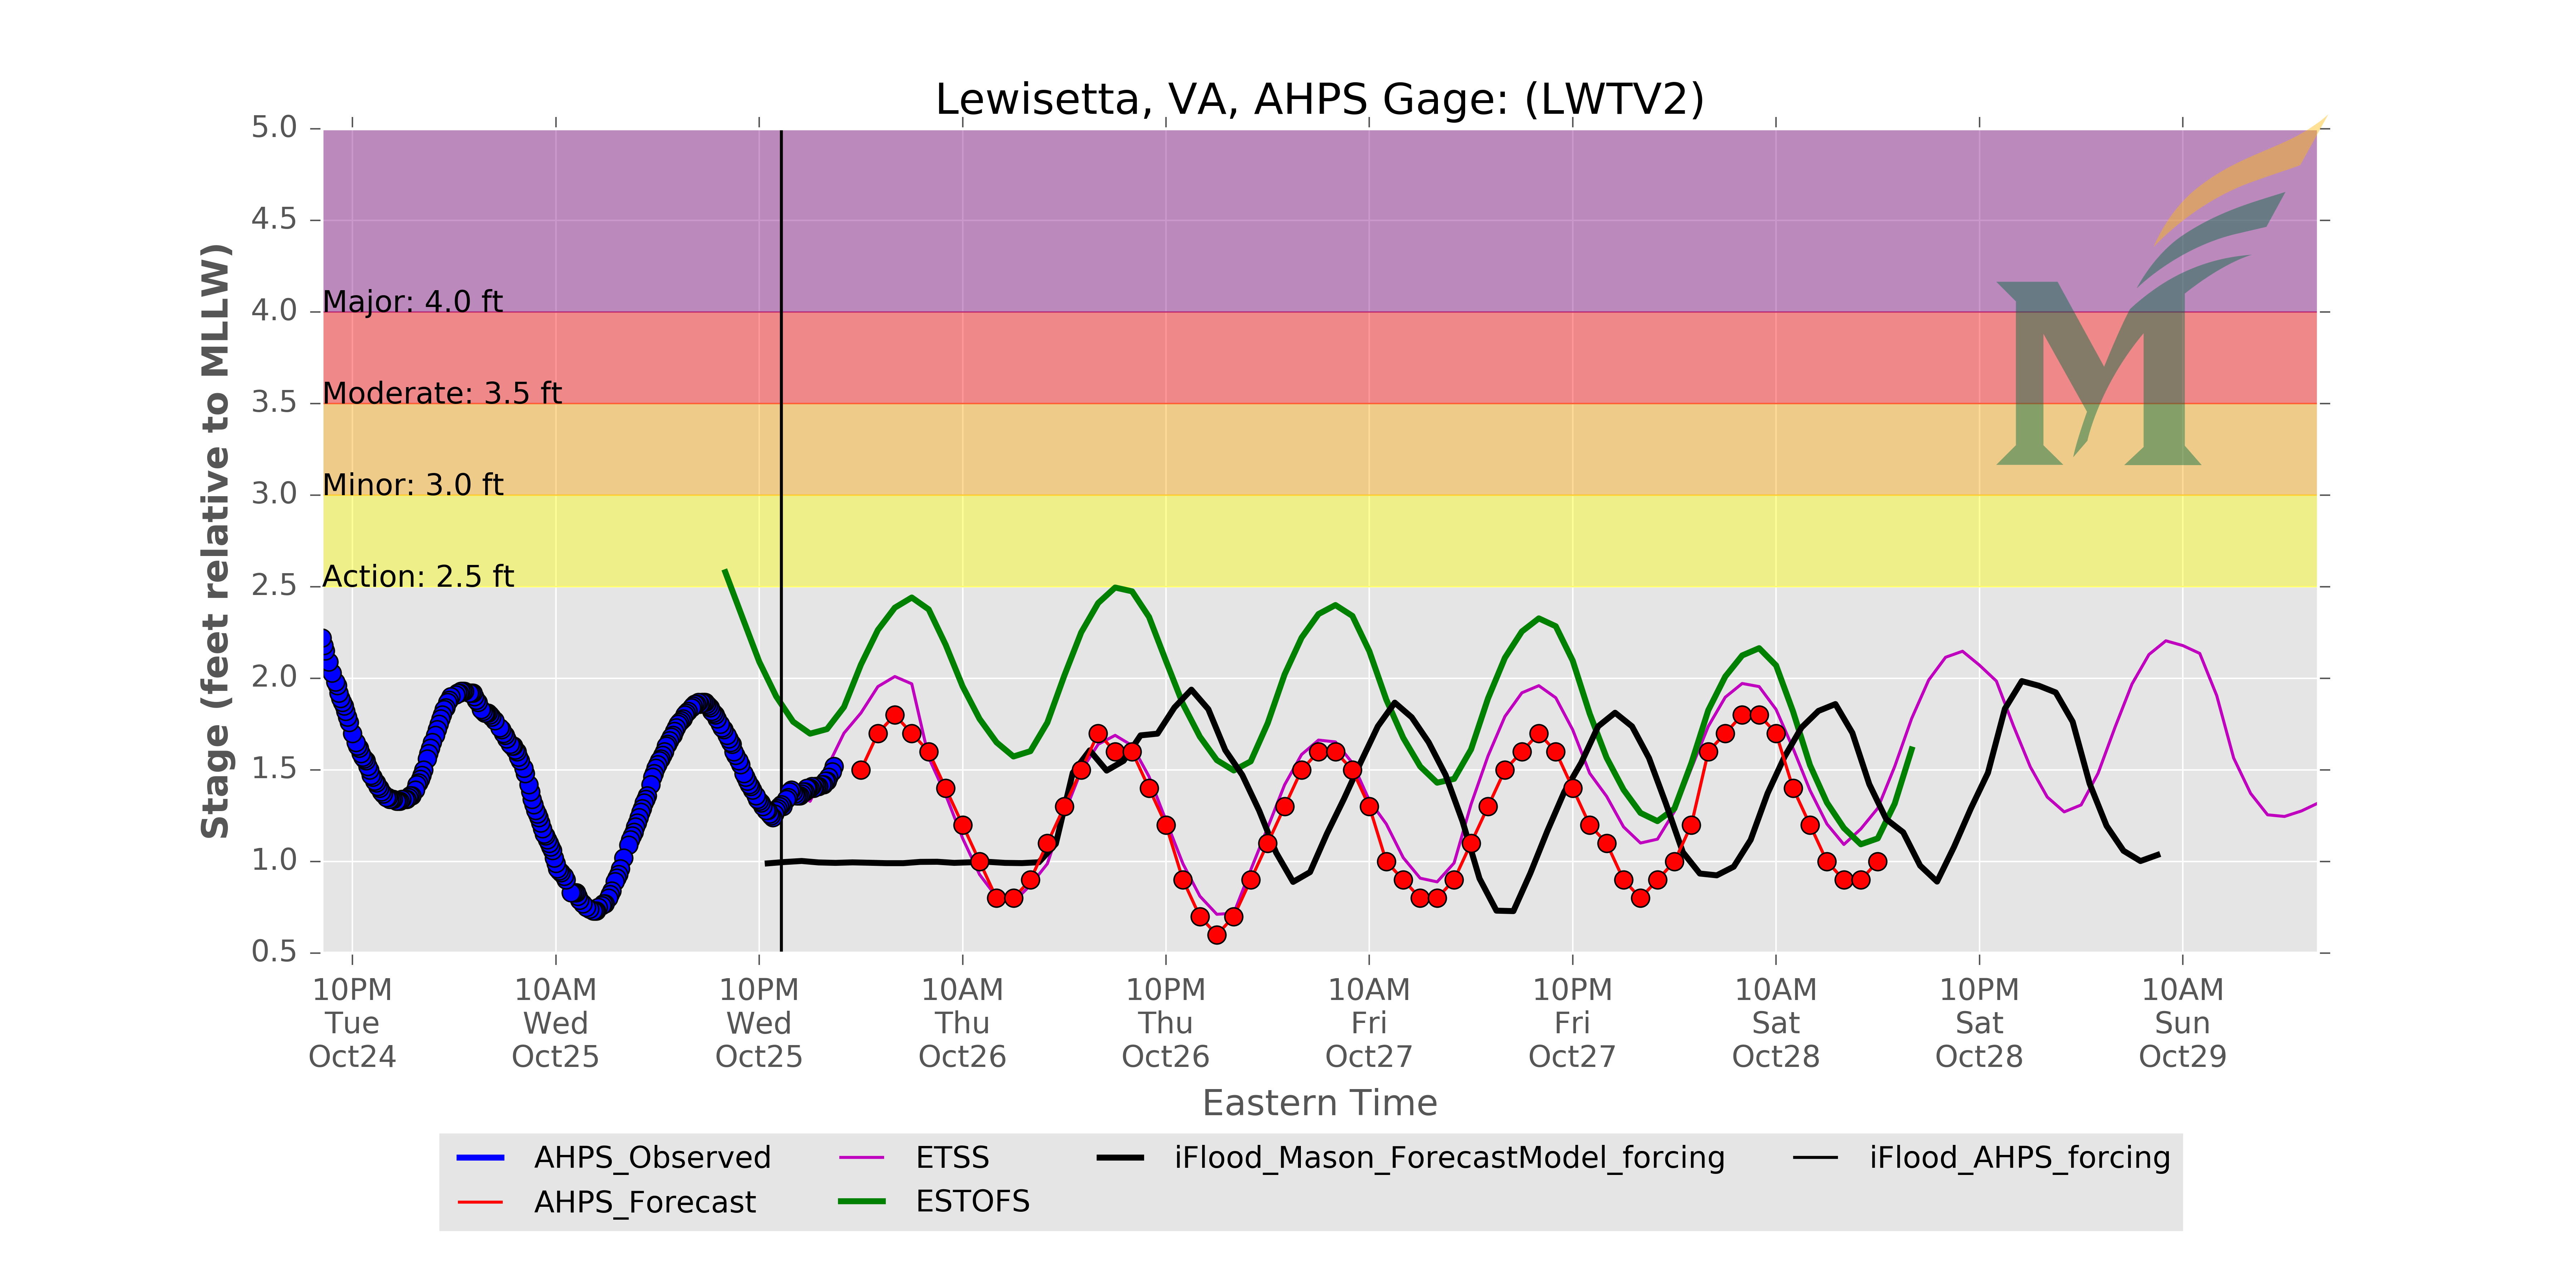 Lewisetta, VA, AHPS Gage: (LWTV2)
Stage (feet relative to MLLW)
5.0
4.5
4.0
3.5
3.0
2.5
2.0
1.5
1.0
0.5
Major: 4.0 ft
Moderate: 3.5 ft
Minor: 3.0 ft
Action: 2.5 ft
M
10PM
Tue
Oct24
10AM
Wed
Oct25
10PM
Wed
Oct25
10AM
Thu
Oct26
10PM
Thu
Oct26
10AM
Fri
Oct27
10PM
Fri
Oct27
10AM
Sat
Oct28
10PM
Sat
Oct28
10AM
Sun
Oct29
Eastern Time
AHPS_Observed
AHPS_Forecast
ETSS
ESTOFS
iFlood_Mason_ForecastModel_forcing
iFlood_AHPS_forcing